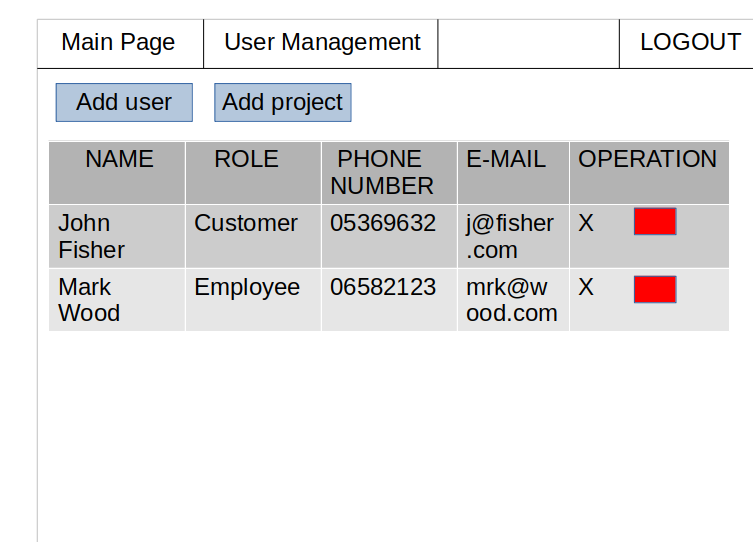 Main Page User Management LOGOUT
Add user Add project
NAME ROLE PHONE NUMBER E-MAIL OPERATION
John Fisher Customer 05369632 j@fisher.com X
Mark Wood Employee 06582123 mrk@wood.com X